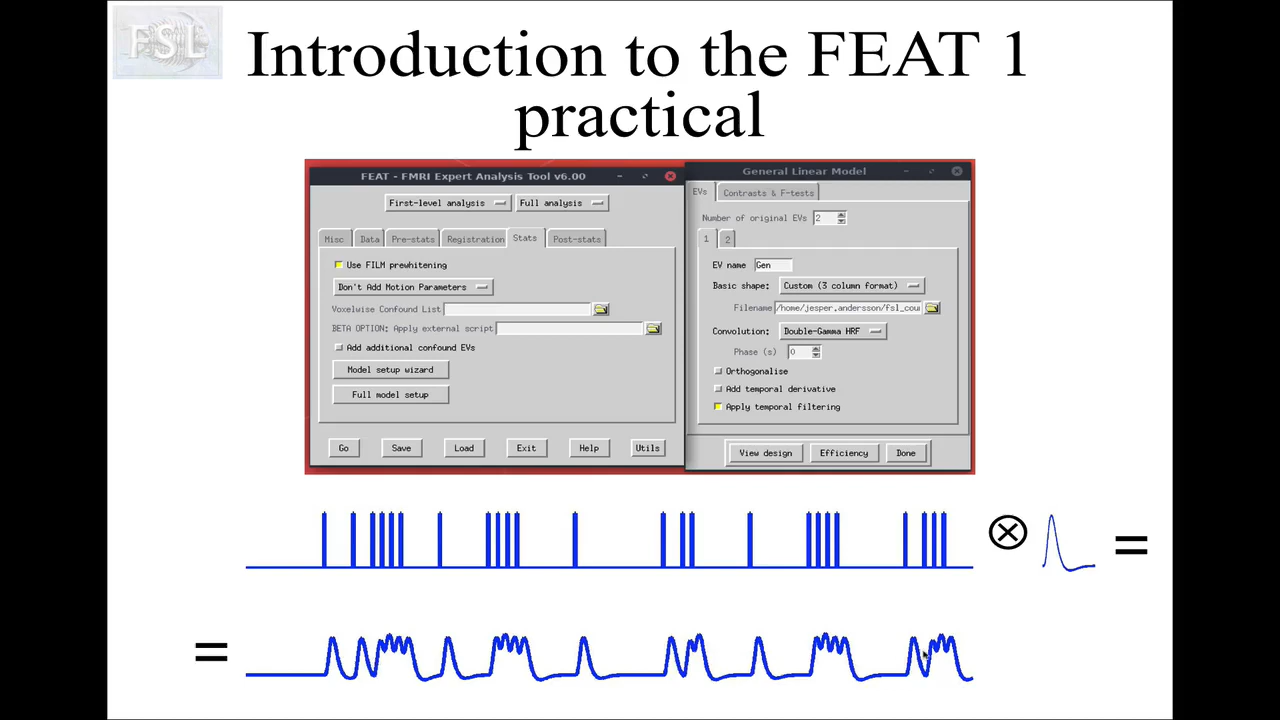 FSL
Introduction to the FEAT 1
practical
FEAT - FMRI Expert Analysis Tool v6.00
First-level analysis
Full analysis
Misc
Data
Pre-stats
Registration
Stats
Post-stats
Use FILM prewhitening
Don't Add Motion Parameters
Voxelwise Confound List
BETA OPTION: Apply external script
Add additional confound EVs
Model setup wizard
Full model setup
Go
Save
Load
Exit
Help
Utils
General Linear Model
EVs
Contrasts & F-tests
Number of original EVs 2
1
2
EV name Gen
Basic shape: Custom (3 column format)
Filename /home/jesper.andersson/fsl_cou
Convolution: Double-Gamma HRF
Phase (s) 0
Orthogonalise
Add temporal derivative
Apply temporal filtering
View design
Efficiency
Done
⊗ =
=